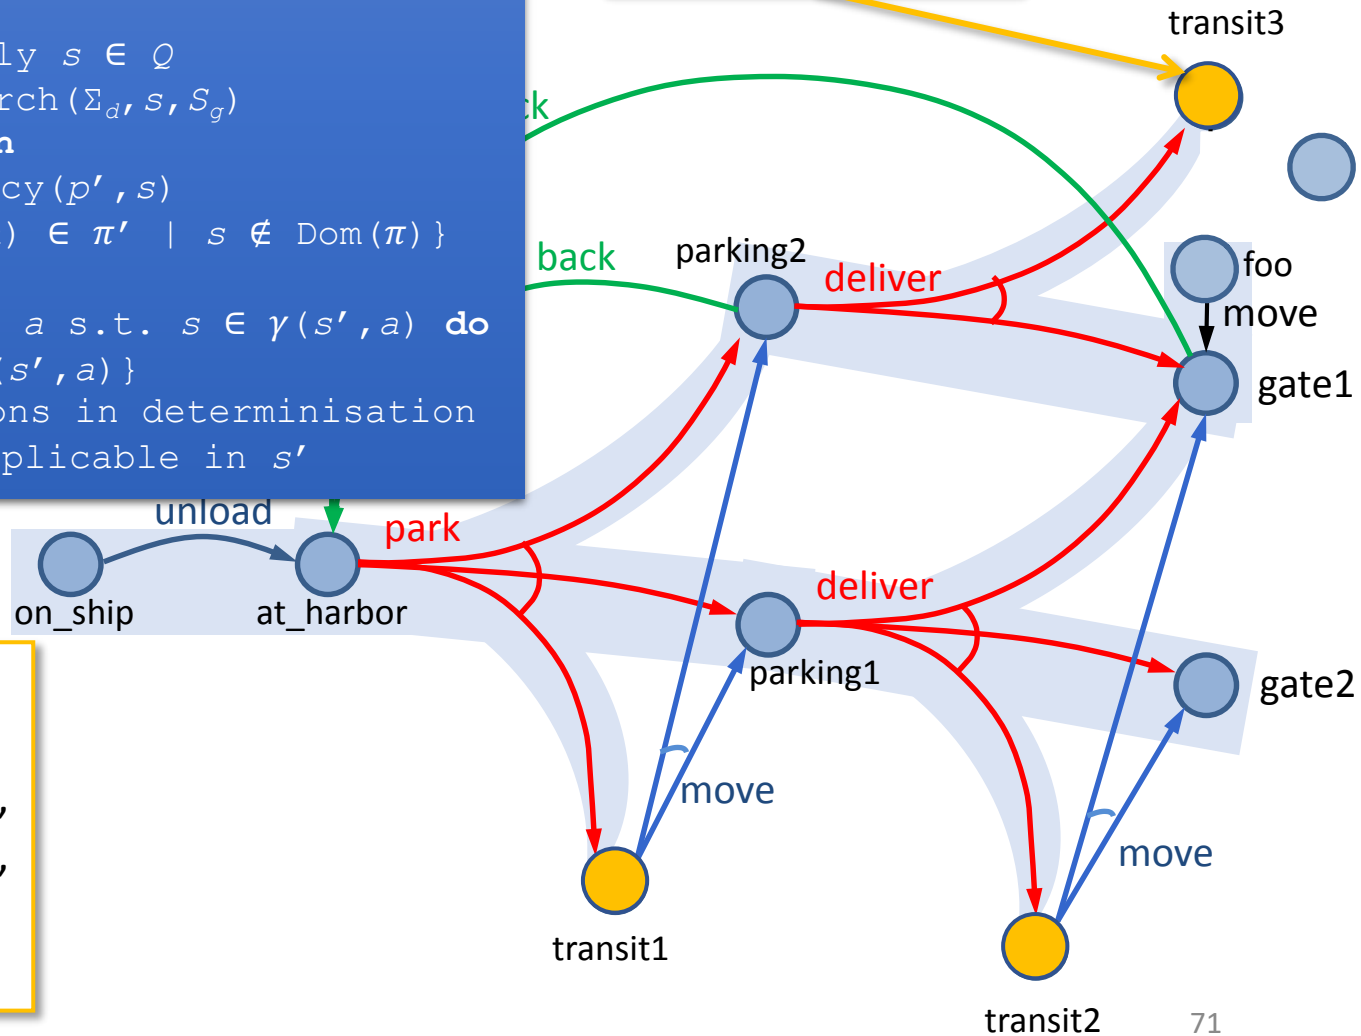 ly s ∈ Q
rch(Σd,s,Sg)
n
cy(p′,s)
) ∈ π′ | s ∉ Dom(π)}
a s.t. s ∈ γ(s′,a) do
(s′,a)}
ons in determinisation
plicable in s′
transit3
ck
back
parking2
deliver
foo
move
gate1
unload
park
on_ship
at_harbor
deliver
parking1
gate2
move
move
,
,
transit1
transit2
71